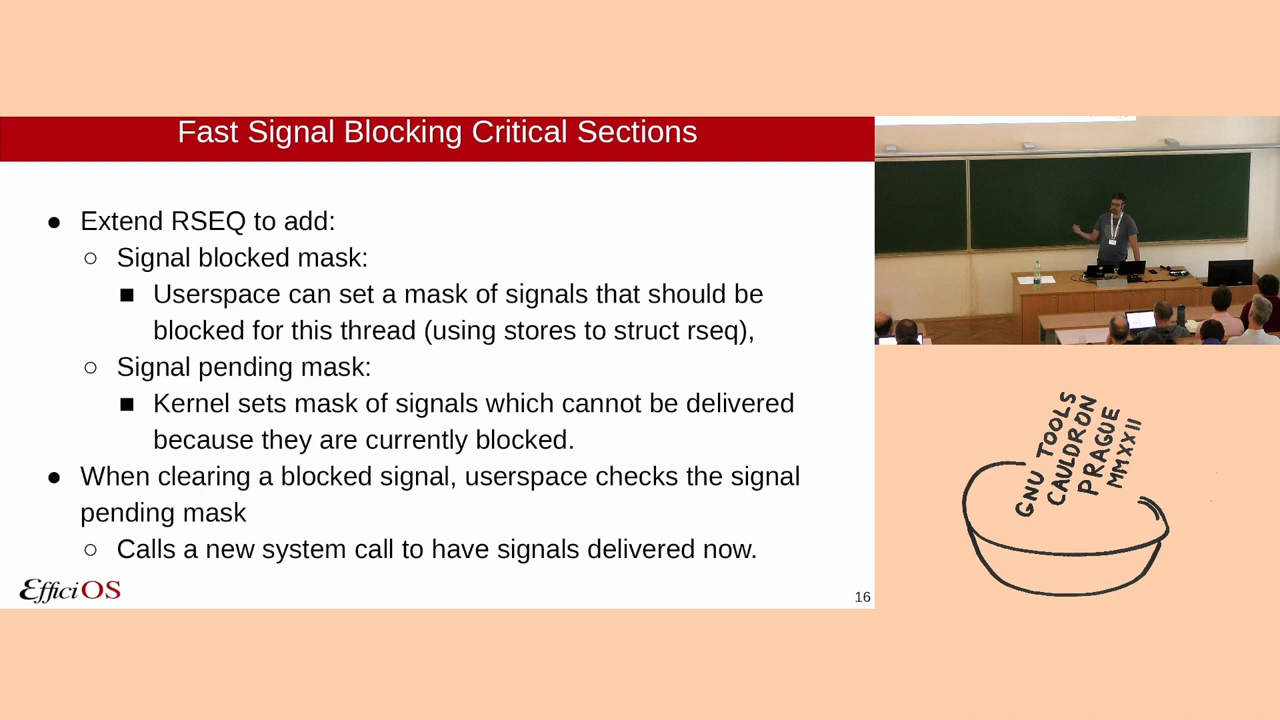 Fast Signal Blocking Critical Sections
● Extend RSEQ to add:
○ Signal blocked mask:
■ Userspace can set a mask of signals that should be
blocked for this thread (using stores to struct rseq),
○ Signal pending mask:
■ Kernel sets mask of signals which cannot be delivered
because they are currently blocked.
● When clearing a blocked signal, userspace checks the signal
pending mask
○ Calls a new system call to have signals delivered now.
EfficiOS
16
GNU TOOLS
CAULDRON
PRAGUE
MMXXII